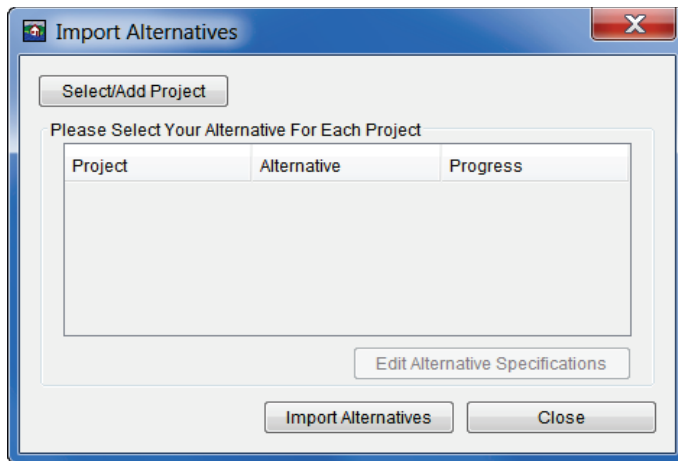 Import Alternatives
Select/Add Project
Please Select Your Alternative For Each Project
Project Alternative Progress
Edit Alternative Specifications
Import Alternatives Close